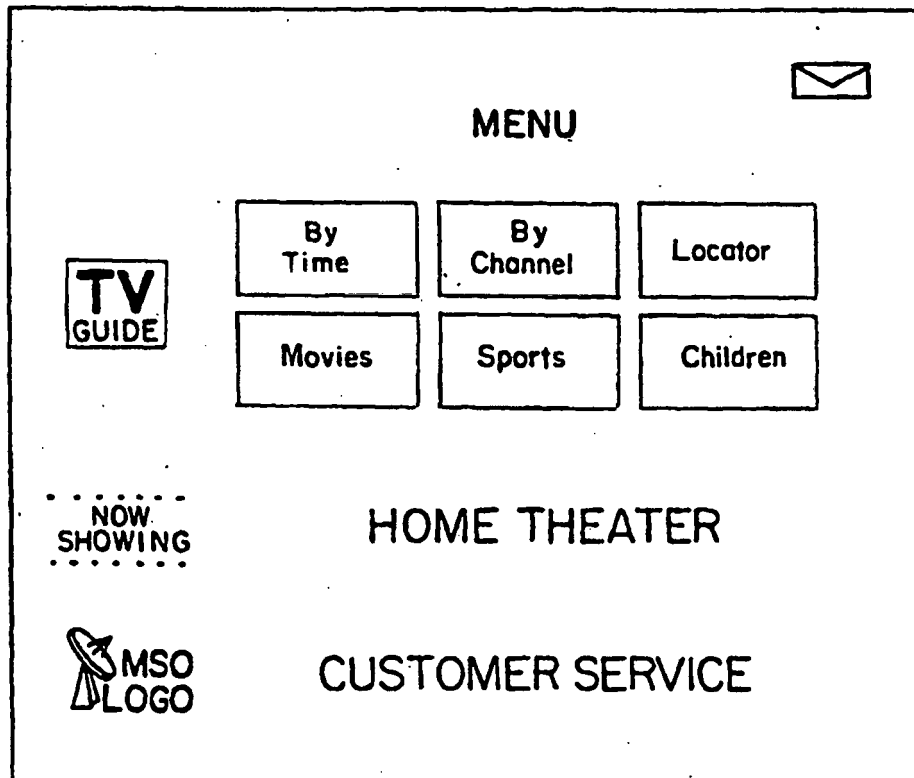 MENU
By
Time
By
Channel
Locator
TV
GUIDE
Movies
Sports
Children
NOW
SHOWING
HOME THEATER
MSO
LOGO
CUSTOMER SERVICE